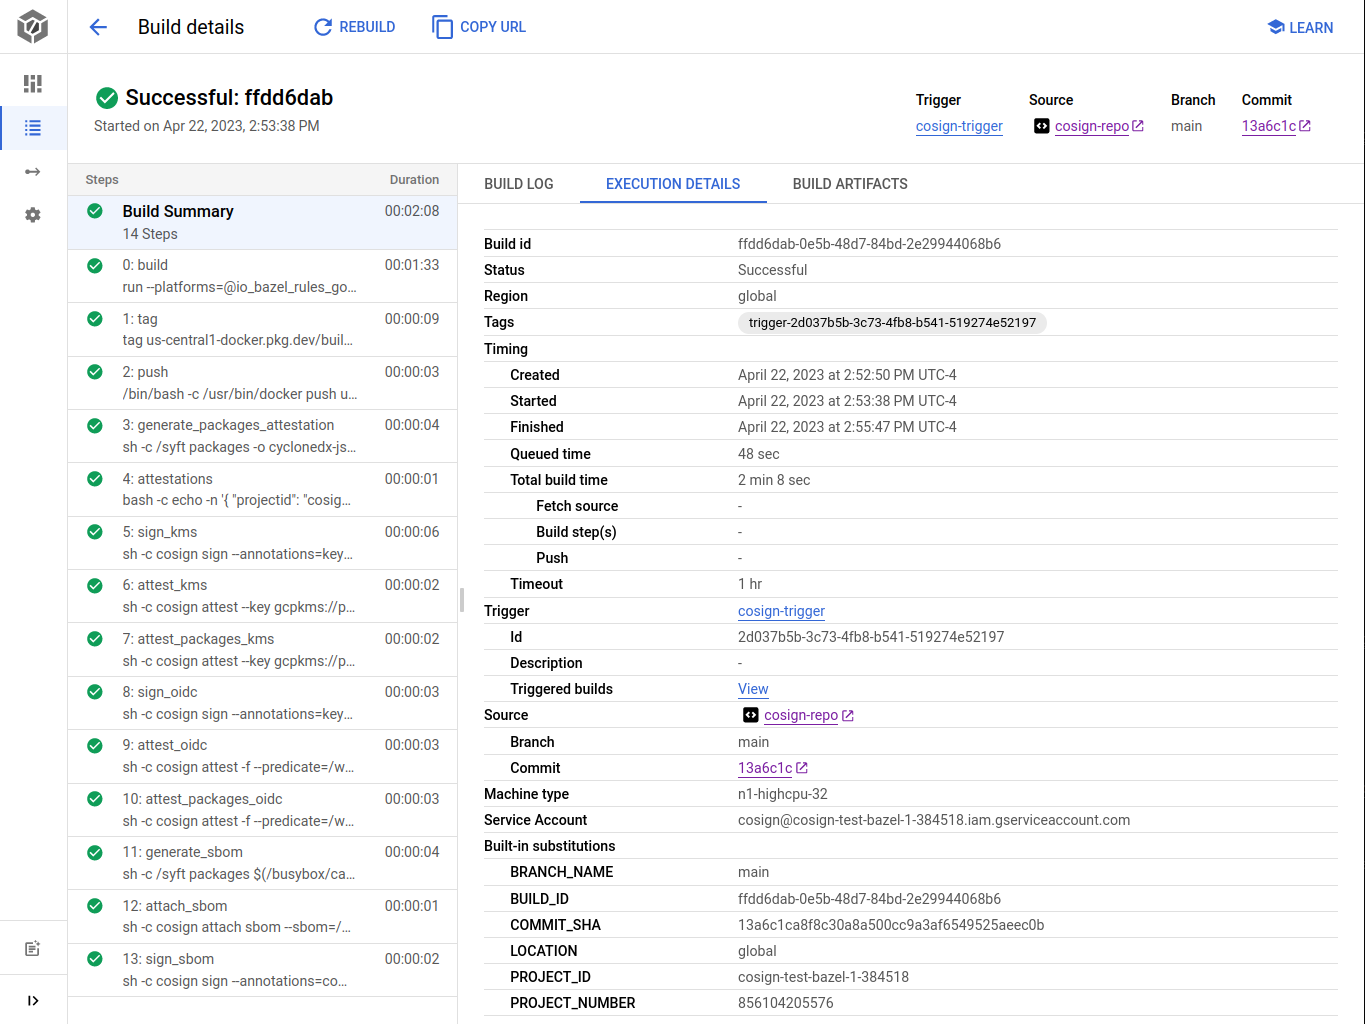 Build details
REBUILD
COPY URL
LEARN
Successful: ffdd6dab
Started on Apr 22, 2023, 2:53:38 PM
Trigger Source Branch Commit
cosign-trigger cosign-repo main 13a6c1c
Steps Duration
Build Summary 00:02:08
14 Steps
0: build 00:01:33
run --platforms=@io_bazel_rules_go...
1: tag 00:00:09
tag us-central1-docker.pkg.dev/buil...
2: push 00:00:03
/bin/bash -c /usr/bin/docker push u...
3: generate_packages_attestation 00:00:04
sh -c /syft packages -o cyclonedx-js...
4: attestations 00:00:01
bash -c echo -n '{ "projectid": "cosig...
5: sign_kms 00:00:06
sh -c cosign sign --annotations=key...
6: attest_kms 00:00:02
sh -c cosign attest --key gcpkms://p...
7: attest_packages_kms 00:00:02
sh -c cosign attest --key gcpkms://p...
8: sign_oidc 00:00:03
sh -c cosign sign --annotations=key...
9: attest_oidc 00:00:03
sh -c cosign attest -f --predicate=/w...
10: attest_packages_oidc 00:00:03
sh -c cosign attest -f --predicate=/w...
11: generate_sbom 00:00:04
sh -c /syft packages $(/busybox/ca...
12: attach_sbom 00:00:01
sh -c cosign attach sbom --sbom=/...
13: sign_sbom 00:00:02
sh -c cosign sign --annotations=co...
BUILD LOG EXECUTION DETAILS BUILD ARTIFACTS
Build id ffdd6dab-0e5b-48d7-84bd-2e29944068b6
Status Successful
Region global
Tags trigger-2d037b5b-3c73-4fb8-b541-519274e52197
Timing
Created April 22, 2023 at 2:52:50 PM UTC-4
Started April 22, 2023 at 2:53:38 PM UTC-4
Finished April 22, 2023 at 2:55:47 PM UTC-4
Queued time 48 sec
Total build time 2 min 8 sec
Fetch source -
Build step(s) -
Push -
Timeout 1 hr
Trigger cosign-trigger
Id 2d037b5b-3c73-4fb8-b541-519274e52197
Description -
Triggered builds View
Source cosign-repo
Branch main
Commit 13a6c1c
Machine type n1-highcpu-32
Service Account cosign@cosign-test-bazel-1-384518.iam.gserviceaccount.com
Built-in substitutions
BRANCH_NAME main
BUILD_ID ffdd6dab-0e5b-48d7-84bd-2e29944068b6
COMMIT_SHA 13a6c1ca8f8c30a8a500cc9a3af6549525aeec0b
LOCATION global
PROJECT_ID cosign-test-bazel-1-384518
PROJECT_NUMBER 856104205576